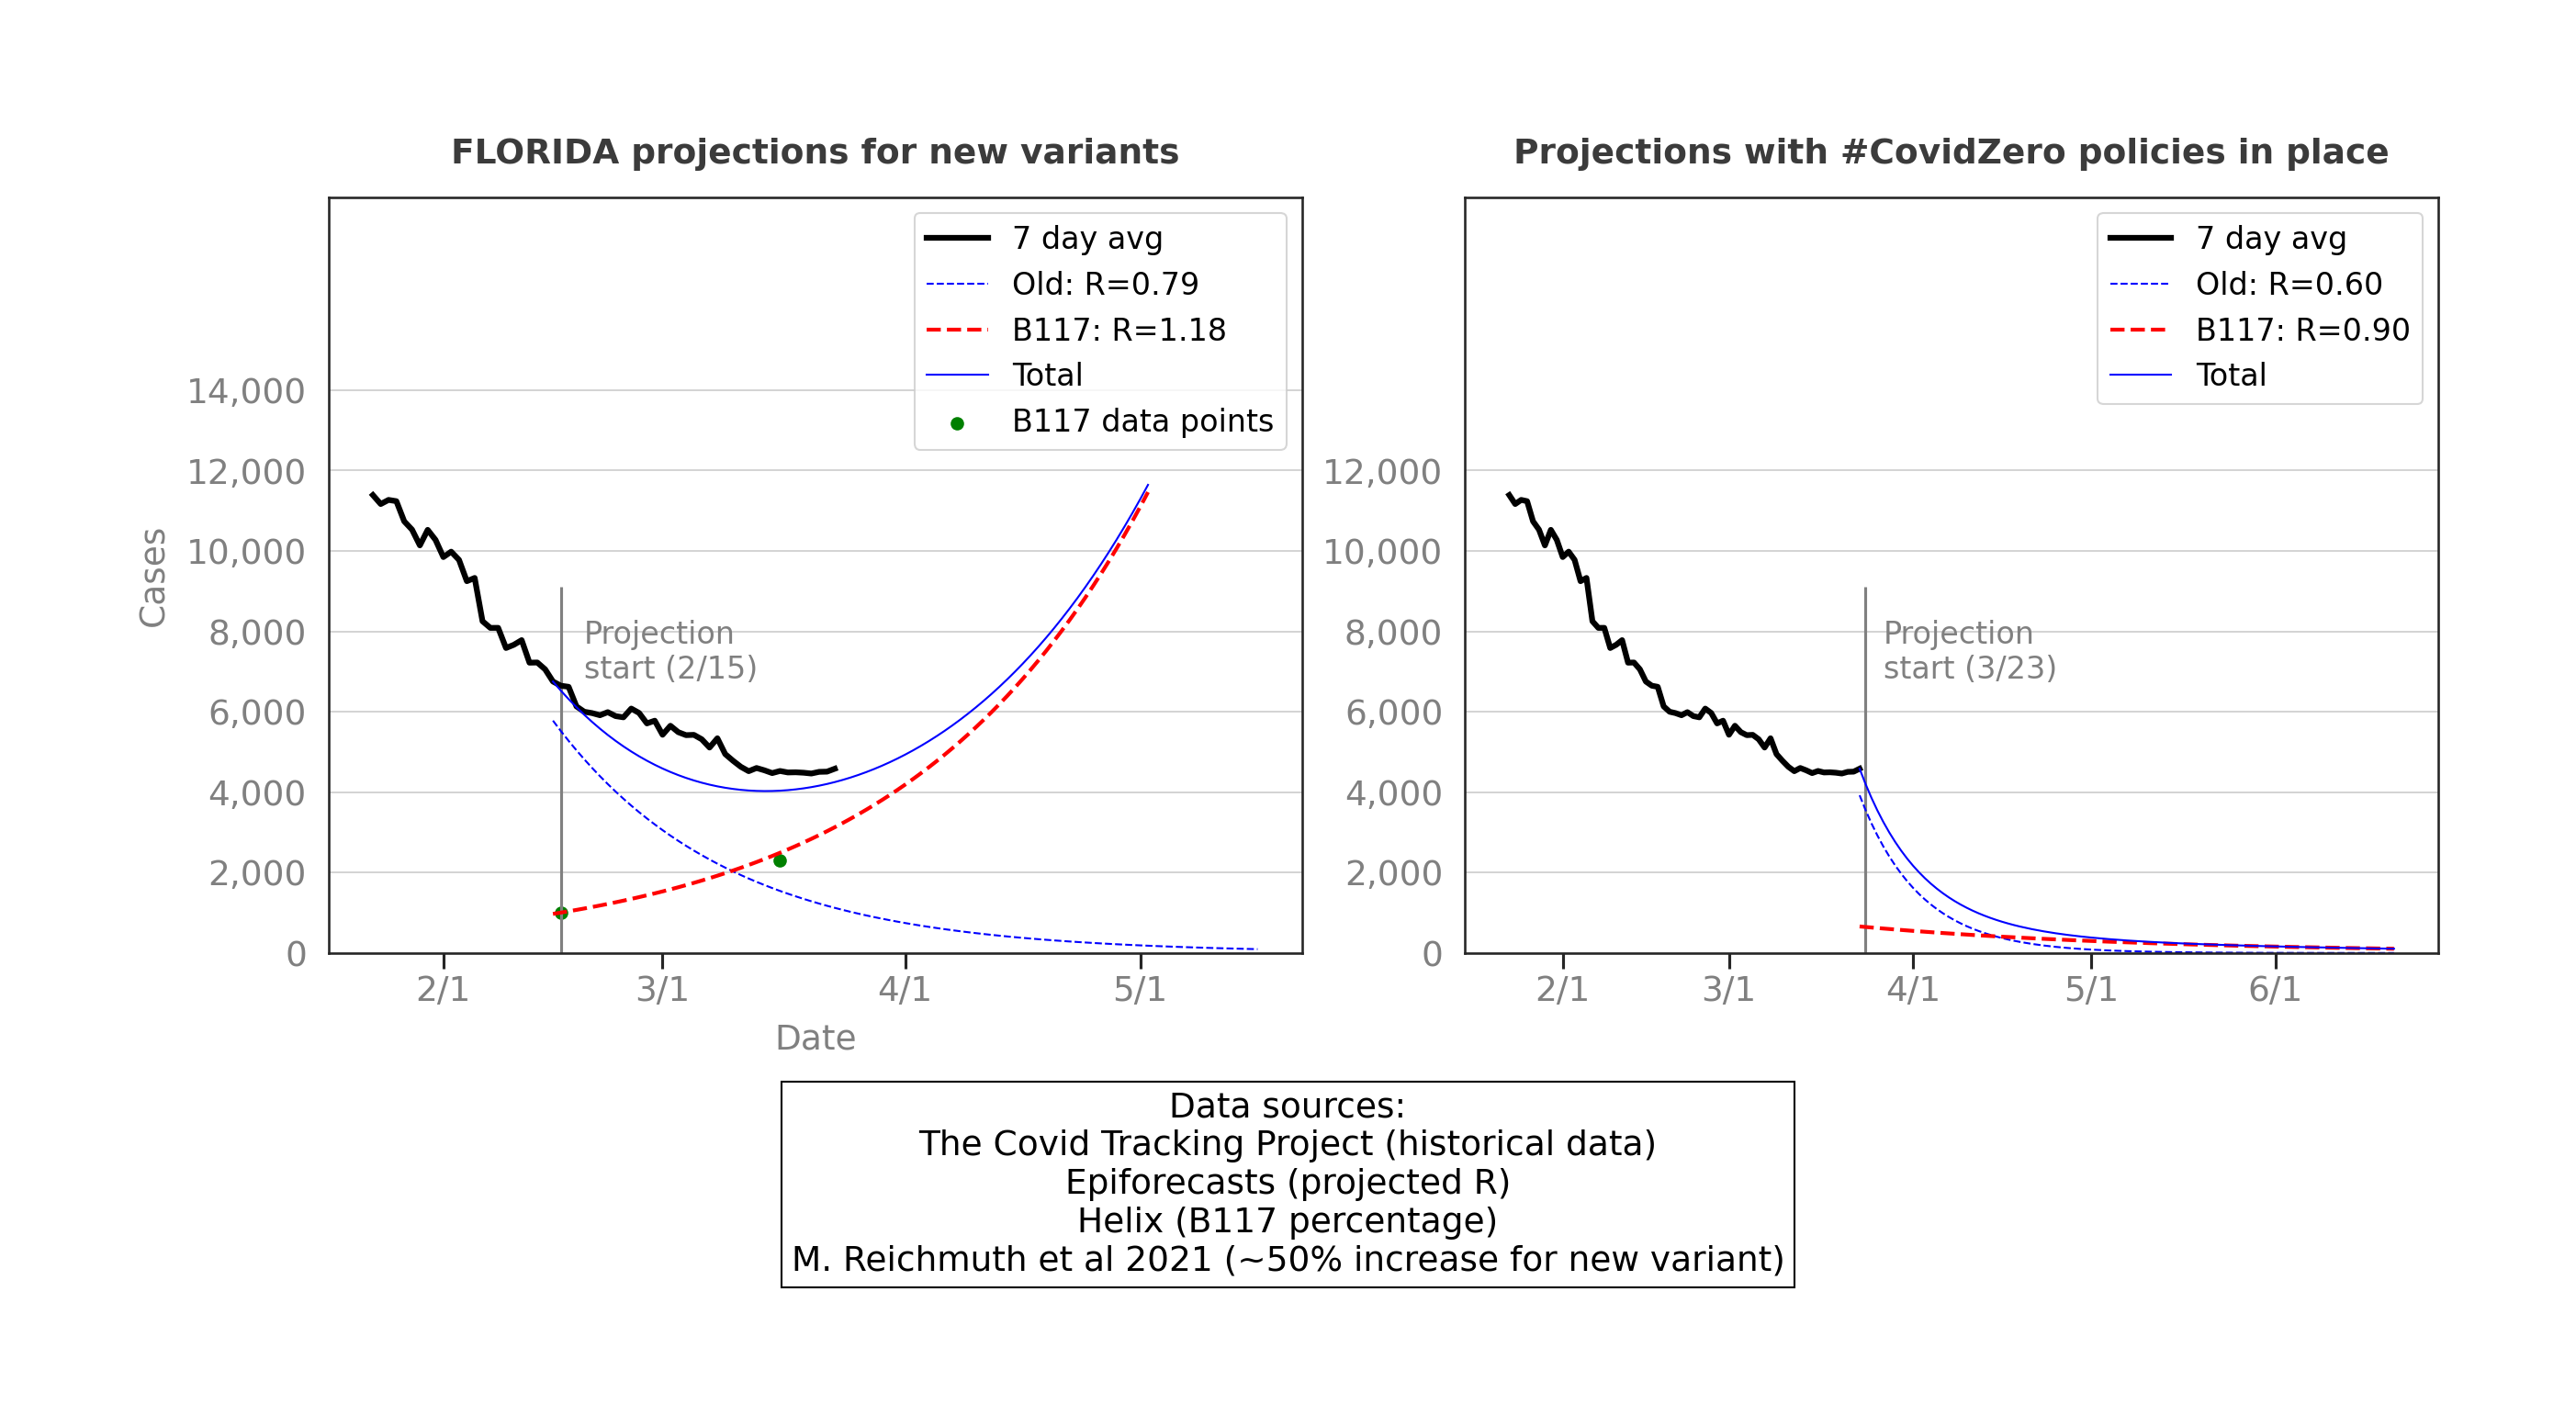 FLORIDA projections for new variants
7 day avg
Old: R=0.79
B117: R=1.18
Total
B117 data points
Cases
14,000
12,000
10,000
8,000
6,000
4,000
2,000
0
Projection
start (2/15)
2/1
3/1
4/1
5/1
Date
Projections with #CovidZero policies in place
7 day avg
Old: R=0.60
B117: R=0.90
Total
12,000
10,000
8,000
6,000
4,000
2,000
0
Projection
start (3/23)
2/1
3/1
4/1
5/1
6/1
Data sources:
The Covid Tracking Project (historical data)
Epiforecasts (projected R)
Helix (B117 percentage)
M. Reichmuth et al 2021 (~50% increase for new variant)